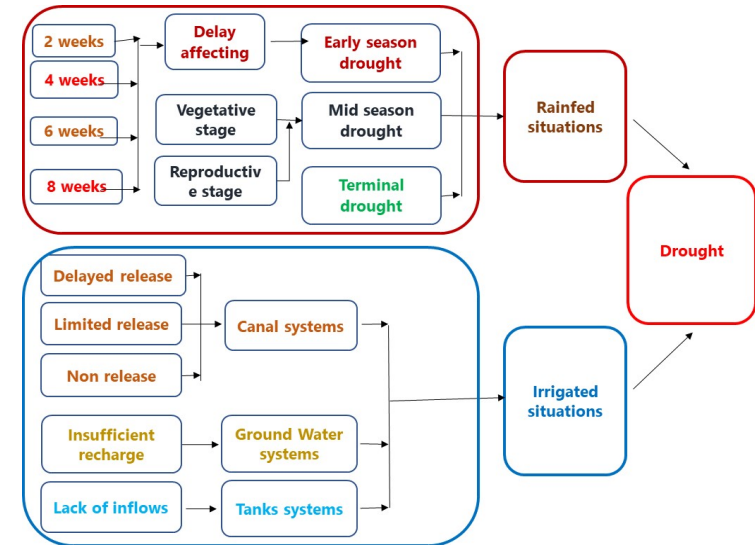 2 weeks
4 weeks
6 weeks
8 weeks
Delay
affecting
Early season
drought
Vegetative
stage
Mid season
drought
Reproductiv
e stage
Terminal
drought
Rainfed
situations
Drought
Delayed release
Limited release
Non release
Canal systems
Insufficient
recharge
Ground Water
systems
Lack of inflows
Tanks systems
Irrigated
situations